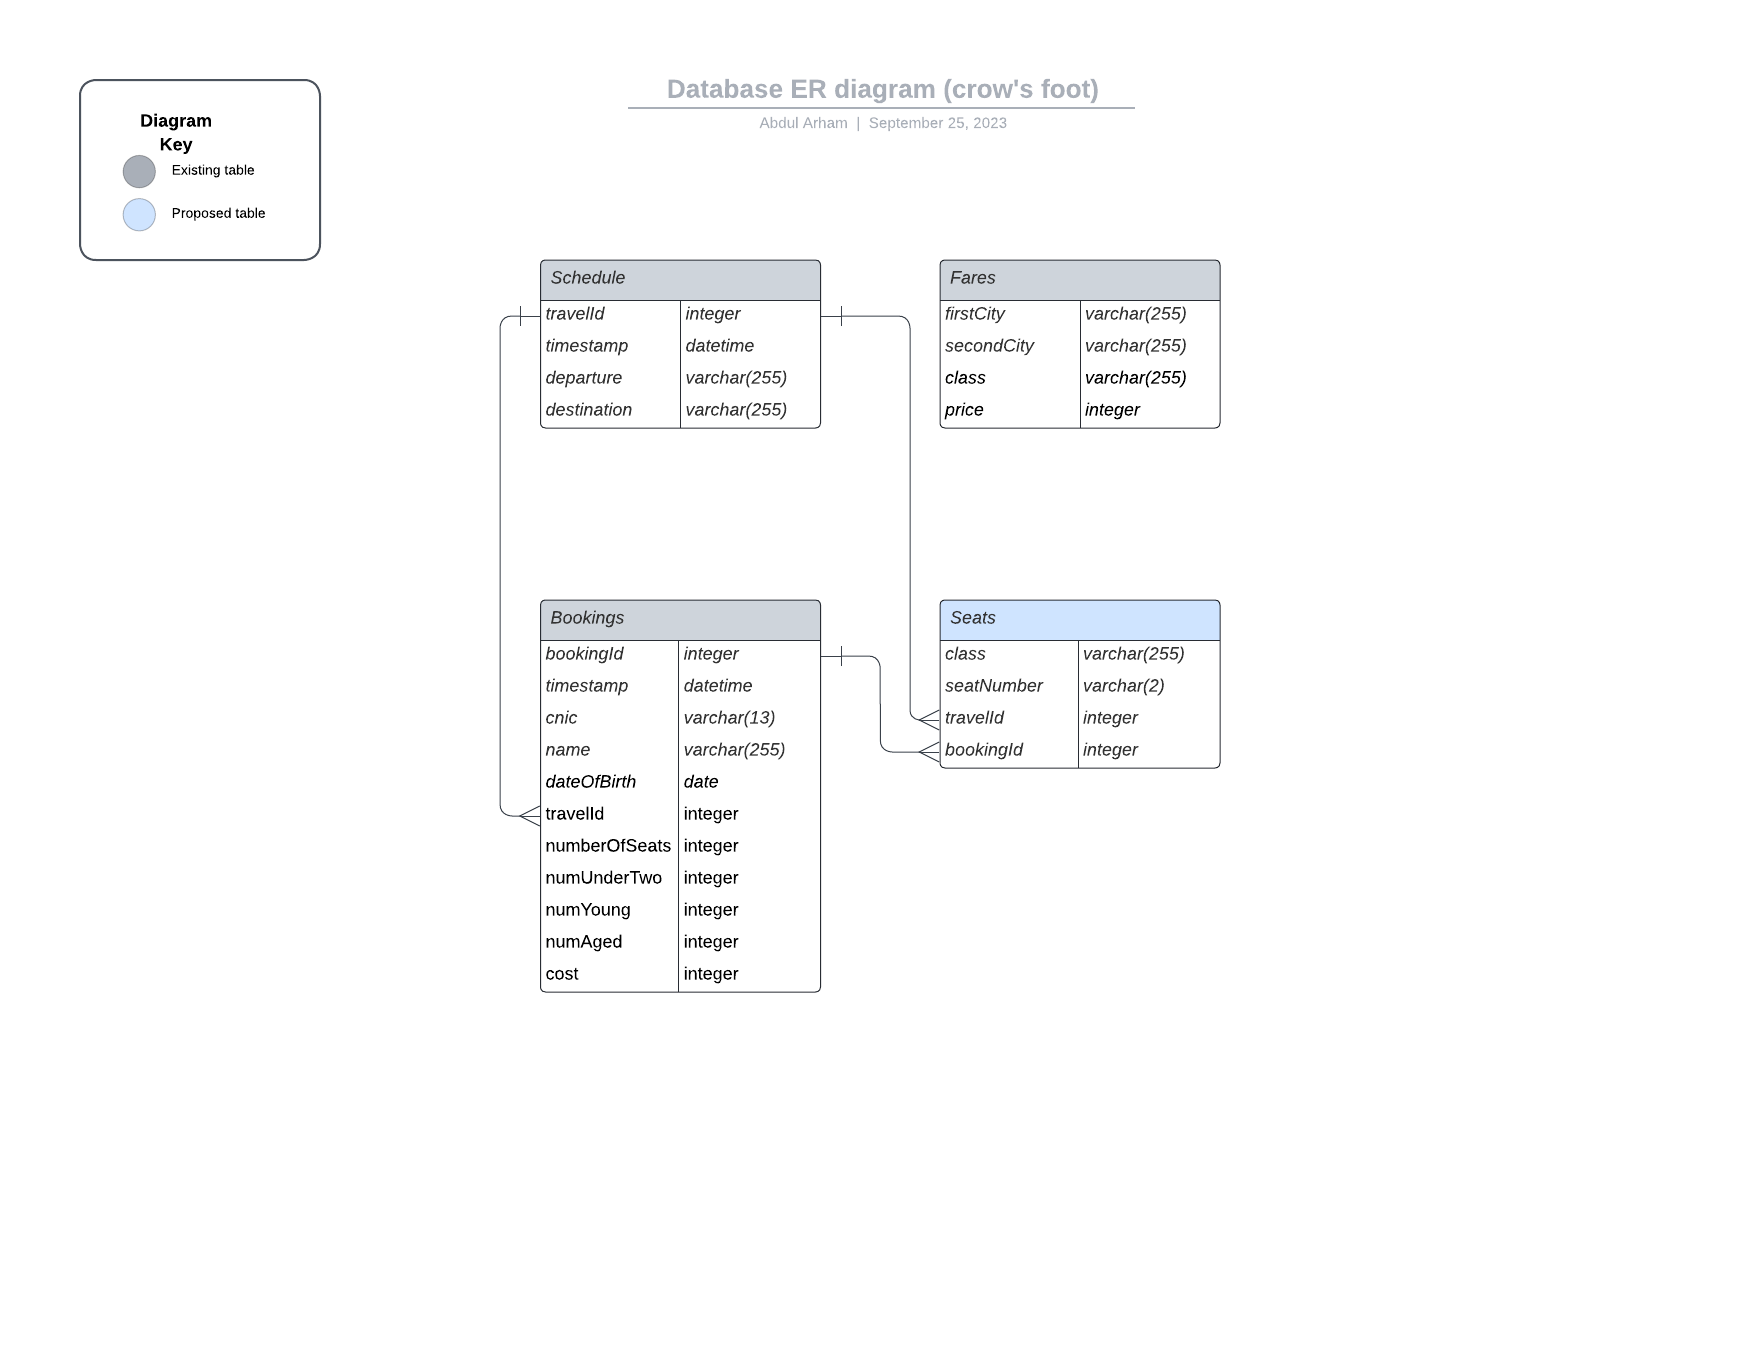 Database ER diagram (crow's foot)
Abdul Arham | September 25, 2023
Diagram
Key
Existing table
Proposed table
Schedule
travelId integer
timestamp datetime
departure varchar(255)
destination varchar(255)
Fares
firstCity varchar(255)
secondCity varchar(255)
class varchar(255)
price integer
Bookings
bookingId integer
timestamp datetime
cnic varchar(13)
name varchar(255)
dateOfBirth date
travelId integer
numberOfSeats integer
numUnderTwo integer
numYoung integer
numAged integer
cost integer
Seats
class varchar(255)
seatNumber varchar(2)
travelId integer
bookingId integer